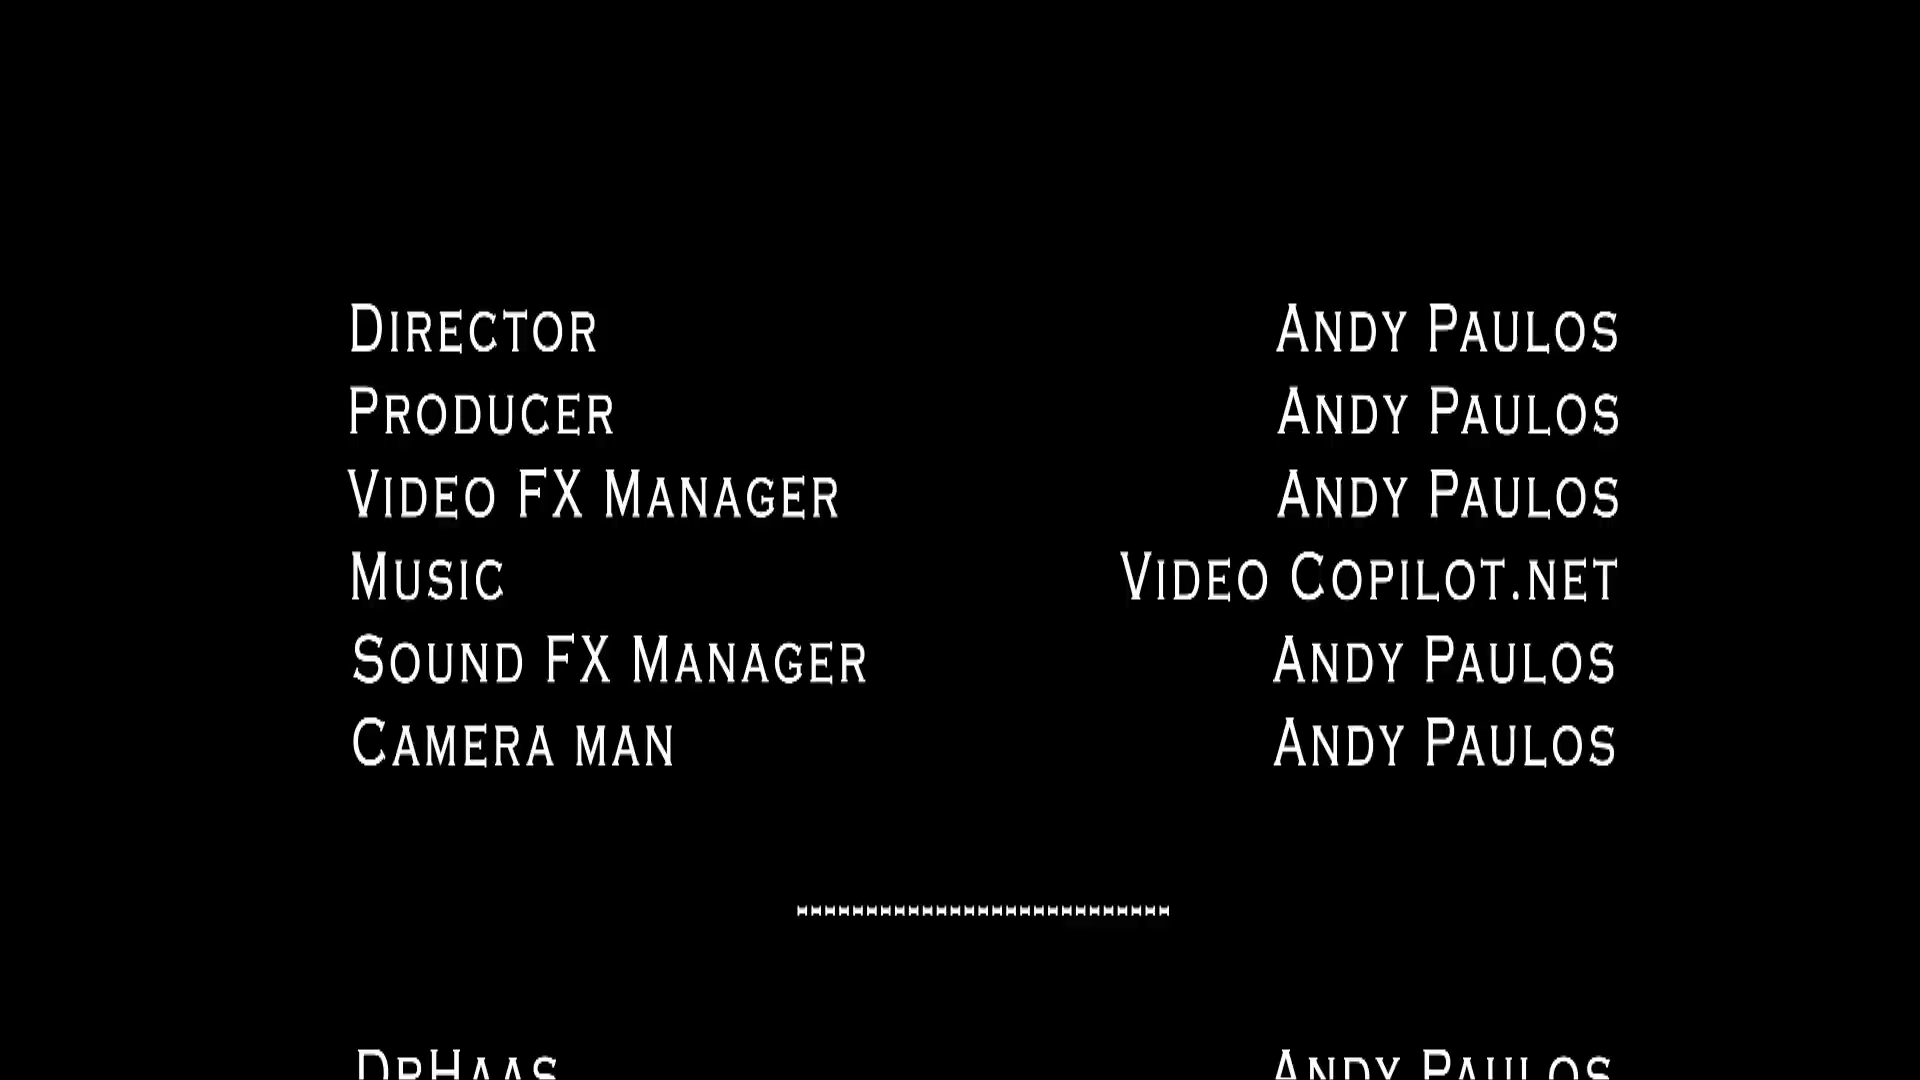 Director Andy Paulos
Producer Andy Paulos
Video FX Manager Andy Paulos
Music Video Copilot.net
Sound FX Manager Andy Paulos
Camera man Andy Paulos
---------------------------
DrHaas Andy Paulos